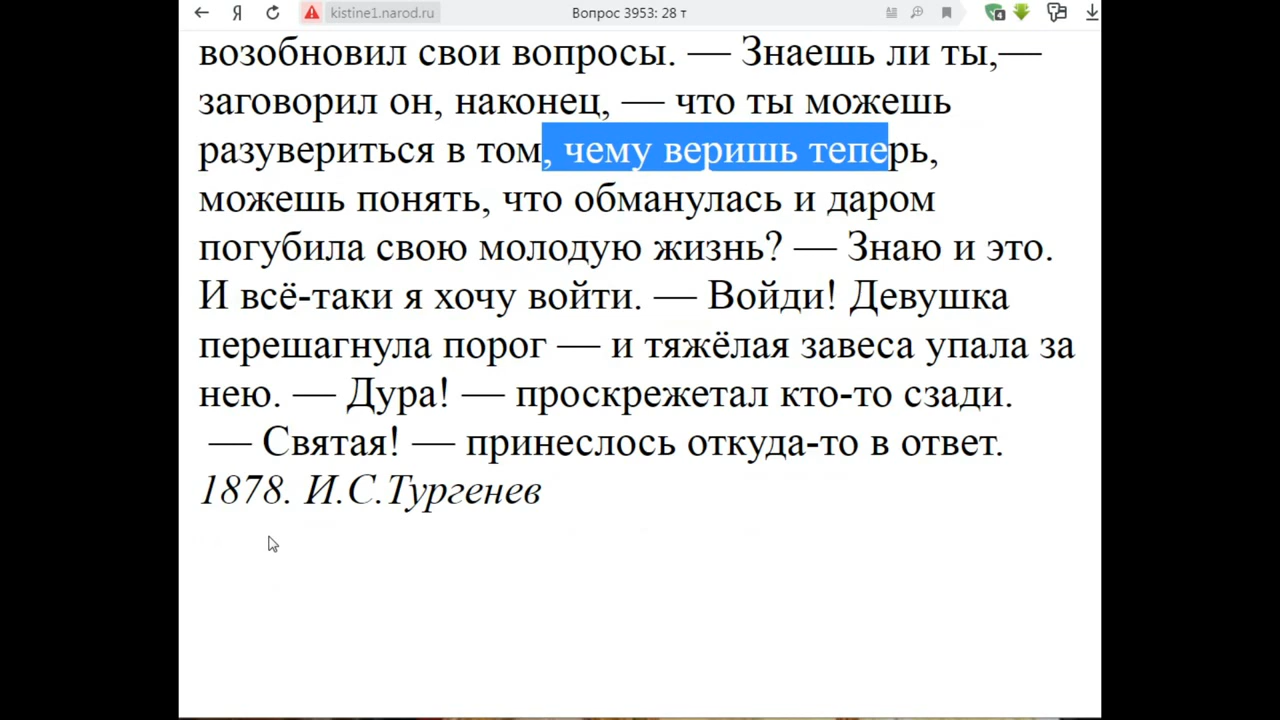 Я kistine1.narod.ru Вопрос 3953: 28 т 4
возобновил свои вопросы. — Знаешь ли ты,—
заговорил он, наконец, — что ты можешь
разувериться в том, чему веришь теперь,
можешь понять, что обманулась и даром
погубила свою молодую жизнь? — Знаю и это.
И всё-таки я хочу войти. — Войди! Девушка
перешагнула порог — и тяжёлая завеса упала за
нею. — Дура! — проскрежетал кто-то сзади.
— Святая! — принеслось откуда-то в ответ.
1878. И.С.Тургенев